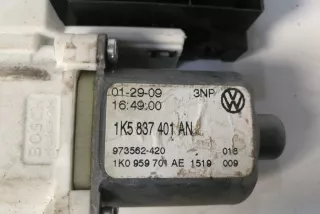 BOSCH
01-29-09 3NP
16:49:00
1K5 837 401 AN
973562-420 018
1K0 959 701 AE 1519 009